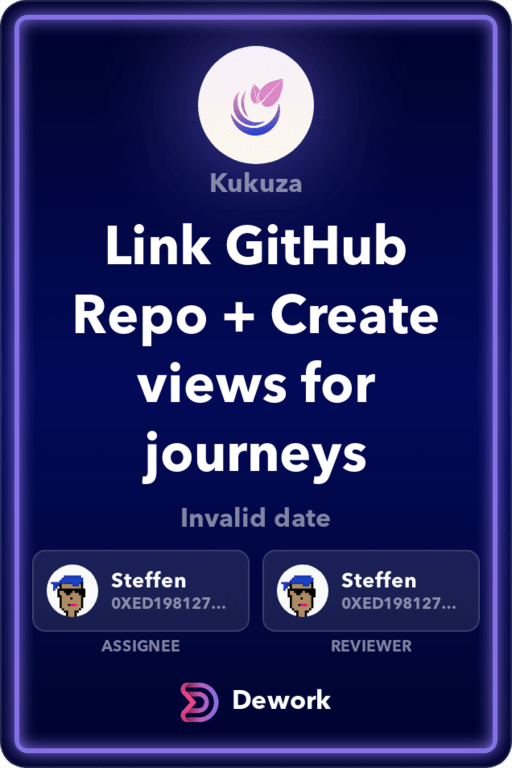 Kukuza
Link GitHub
Repo + Create
views for
journeys
Invalid date
Steffen
0XED198127...
ASSIGNEE
Steffen
0XED198127...
REVIEWER
Dework